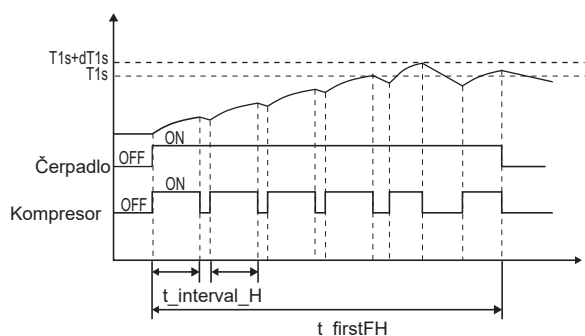 T1s+dT1s
T1s
ON
OFF
Čerpadlo
ON
OFF
Kompresor
t_interval_H
t_firstFH